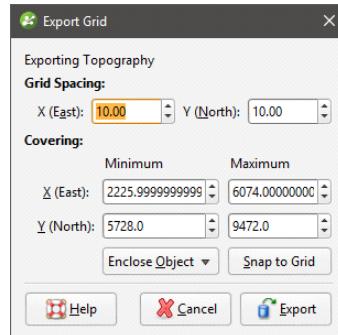 Export Grid
Exporting Topography
Grid Spacing:
X (East): 10.00 Y (North): 10.00
Covering:
Minimum Maximum
X (East): 2225.9999999999 6074.00000000
Y (North): 5728.0 9472.0
Enclose Object Snap to Grid
Help Cancel Export